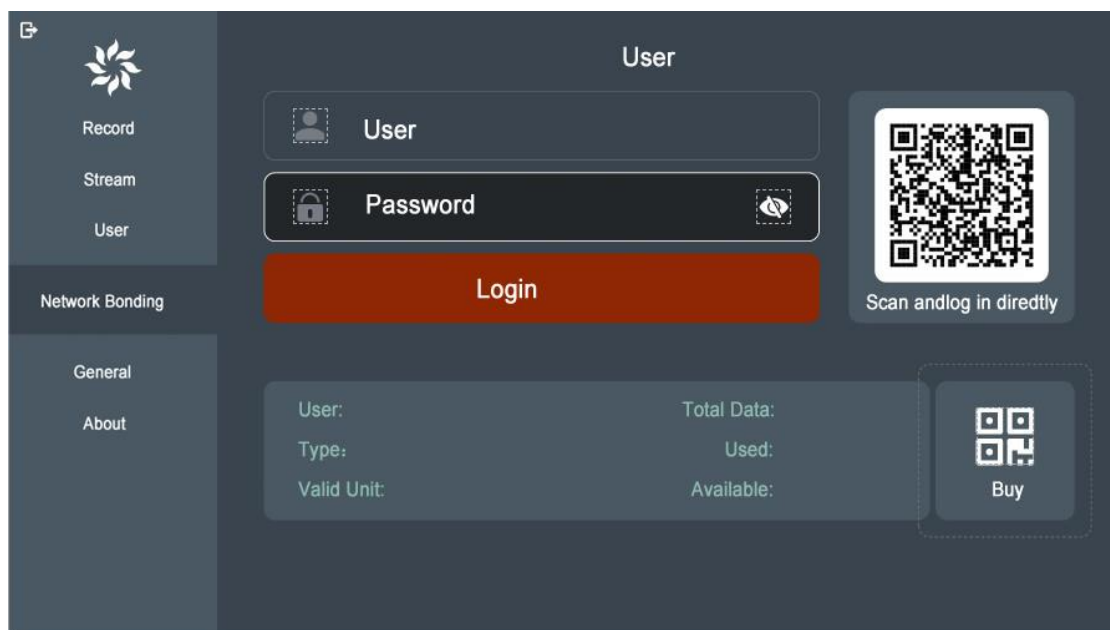 Record
Stream
User
Network Bonding
General
About
User
User
Password
Login
Scan andlog in diredtly
User:
Total Data:
Type：
Used:
Valid Unit:
Available:
Buy